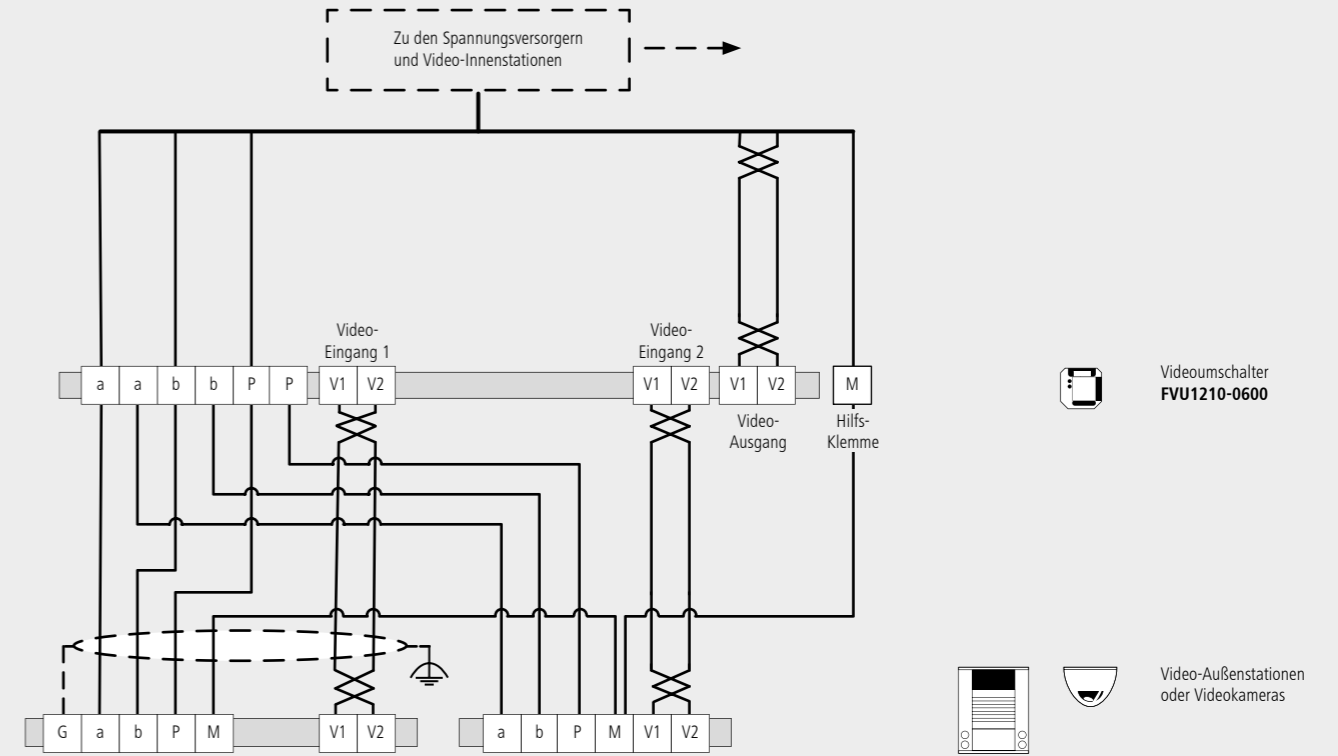 Zu den Spannungsversorgern
und Video-Innenstationen
Video-
Eingang 1
Video-
Eingang 2
a a b b P P V1 V2 V1 V2 V1 V2 M
Video-
Ausgang
Hilfs-
Klemme
Videoumschalter
FVU1210-0600
G a b P M V1 V2 a b P M V1 V2
Video-Außenstationen
oder Videokameras